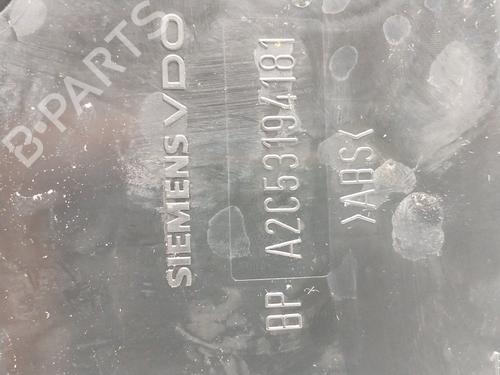 B-PARTS
SIEMENS VDO
BP A2C53194181
>ABS<